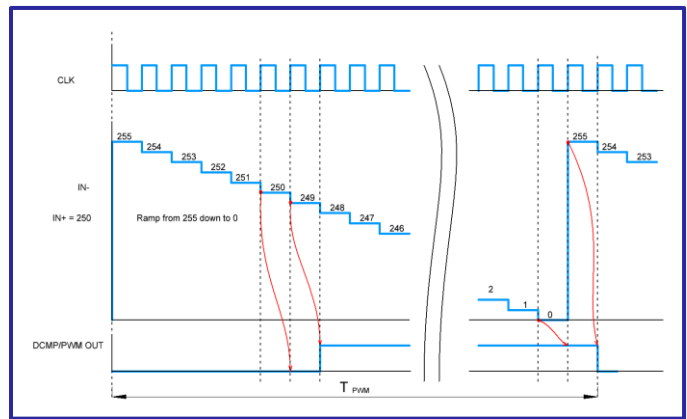 CLK
255
254
253
252
251
250
249
248
247
246
255
254
253
IN-
IN+ = 250
Ramp from 255 down to 0
2
1
0
DCMP/PWM OUT
T PWM